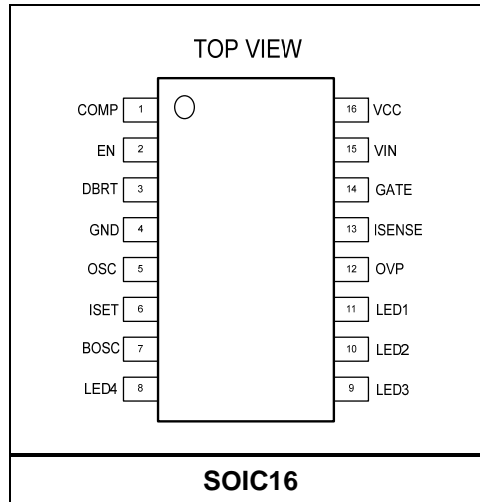 TOP VIEW
COMP 1 16 VCC
EN 2 15 VIN
DBRT 3 14 GATE
GND 4 13 ISENSE
OSC 5 12 OVP
ISET 6 11 LED1
BOSC 7 10 LED2
LED4 8 9 LED3
SOIC16